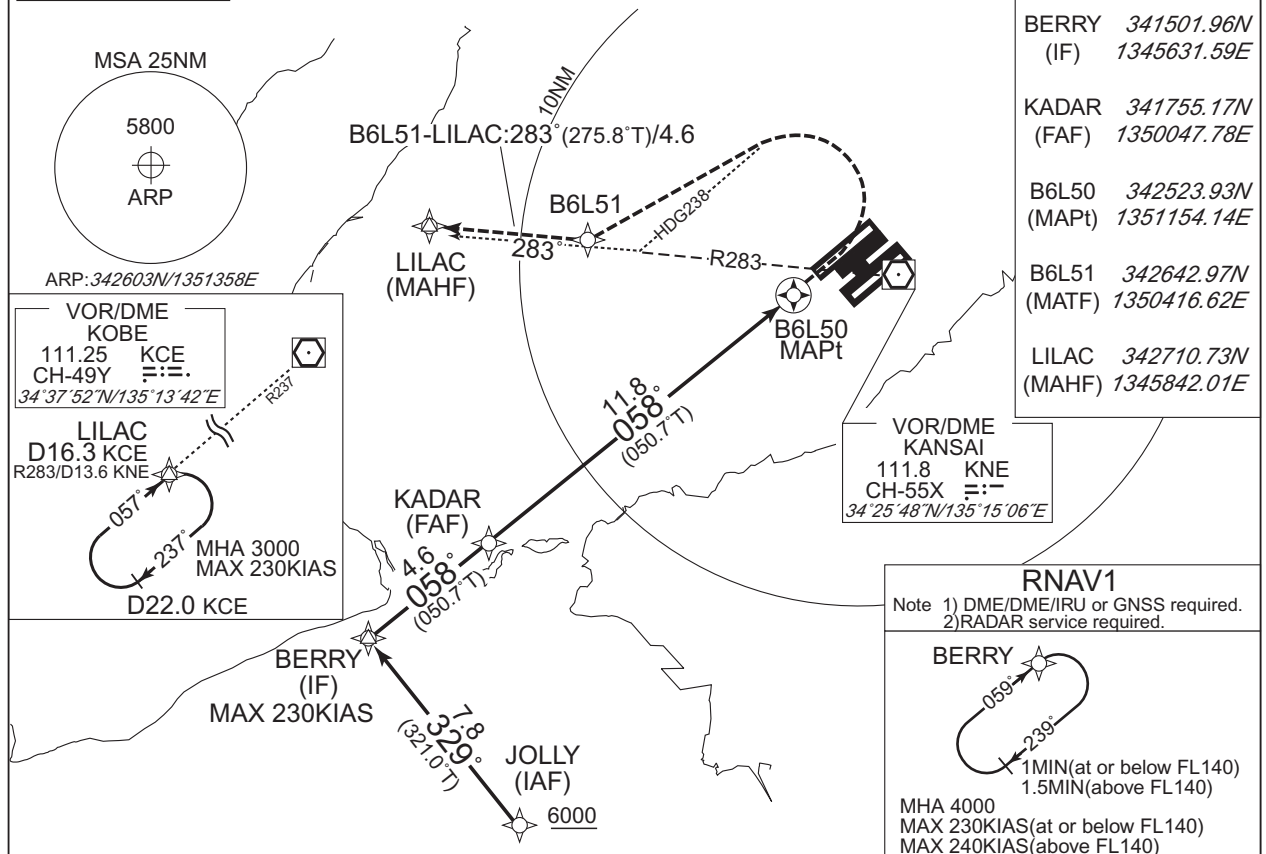 MSA 25NM
5800
ARP
ARP:342603N/1351358E
10NM
B6L51-LILAC:283°(275.8°T)/4.6
B6L51
HDG238
283°
R283
LILAC
(MAHF)
B6L50
MAPt
11.8
058°
(050.7°T)
KADAR
(FAF)
4.6
058°
(050.7°T)
BERRY
(IF)
MAX 230KIAS
7.8
329°
(321.0°T)
JOLLY
(IAF)
6000
VOR/DME
KOBE
111.25 KCE
CH-49Y
34°37′52″N/135°13′42″E
R237
LILAC
D16.3 KCE
R283/D13.6 KNE
057°
237°
MHA 3000
MAX 230KIAS
D22.0 KCE
VOR/DME
KANSAI
111.8 KNE
CH-55X
34°25′48″N/135°15′06″E
BERRY 341501.96N
(IF) 1345631.59E
KADAR 341755.17N
(FAF) 1350047.78E
B6L50 342523.93N
(MAPt) 1351154.14E
B6L51 342642.97N
(MATF) 1350416.62E
LILAC 342710.73N
(MAHF) 1345842.01E
RNAV1
Note 1) DME/DME/IRU or GNSS required.
2)RADAR service required.
BERRY
059°
239°
1MIN(at or below FL140)
1.5MIN(above FL140)
MHA 4000
MAX 230KIAS(at or below FL140)
MAX 240KIAS(above FL140)